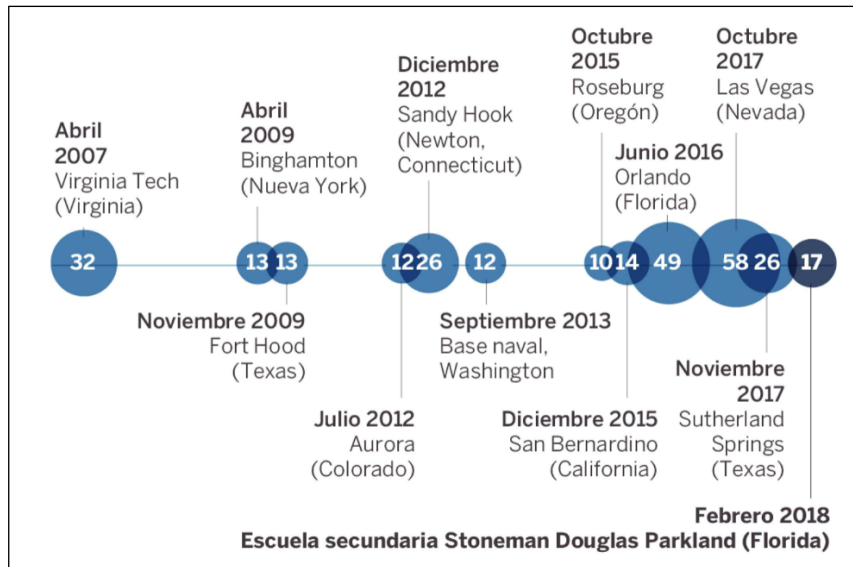 Abril
2007
Virginia Tech
(Virginia)
32
Abril
2009
Binghamton
(Nueva York)
13
13
Noviembre 2009
Fort Hood
(Texas)
Julio 2012
Aurora
(Colorado)
12
Diciembre
2012
Sandy Hook
(Newton,
Connecticut)
26
12
Septiembre 2013
Base naval,
Washington
Octubre
2015
Roseburg
(Oregón)
10
14
Diciembre 2015
San Bernardino
(California)
Junio 2016
Orlando
(Florida)
49
Octubre
2017
Las Vegas
(Nevada)
58
26
Noviembre
2017
Sutherland
Springs
(Texas)
17
Febrero 2018
Escuela secundaria Stoneman Douglas Parkland (Florida)